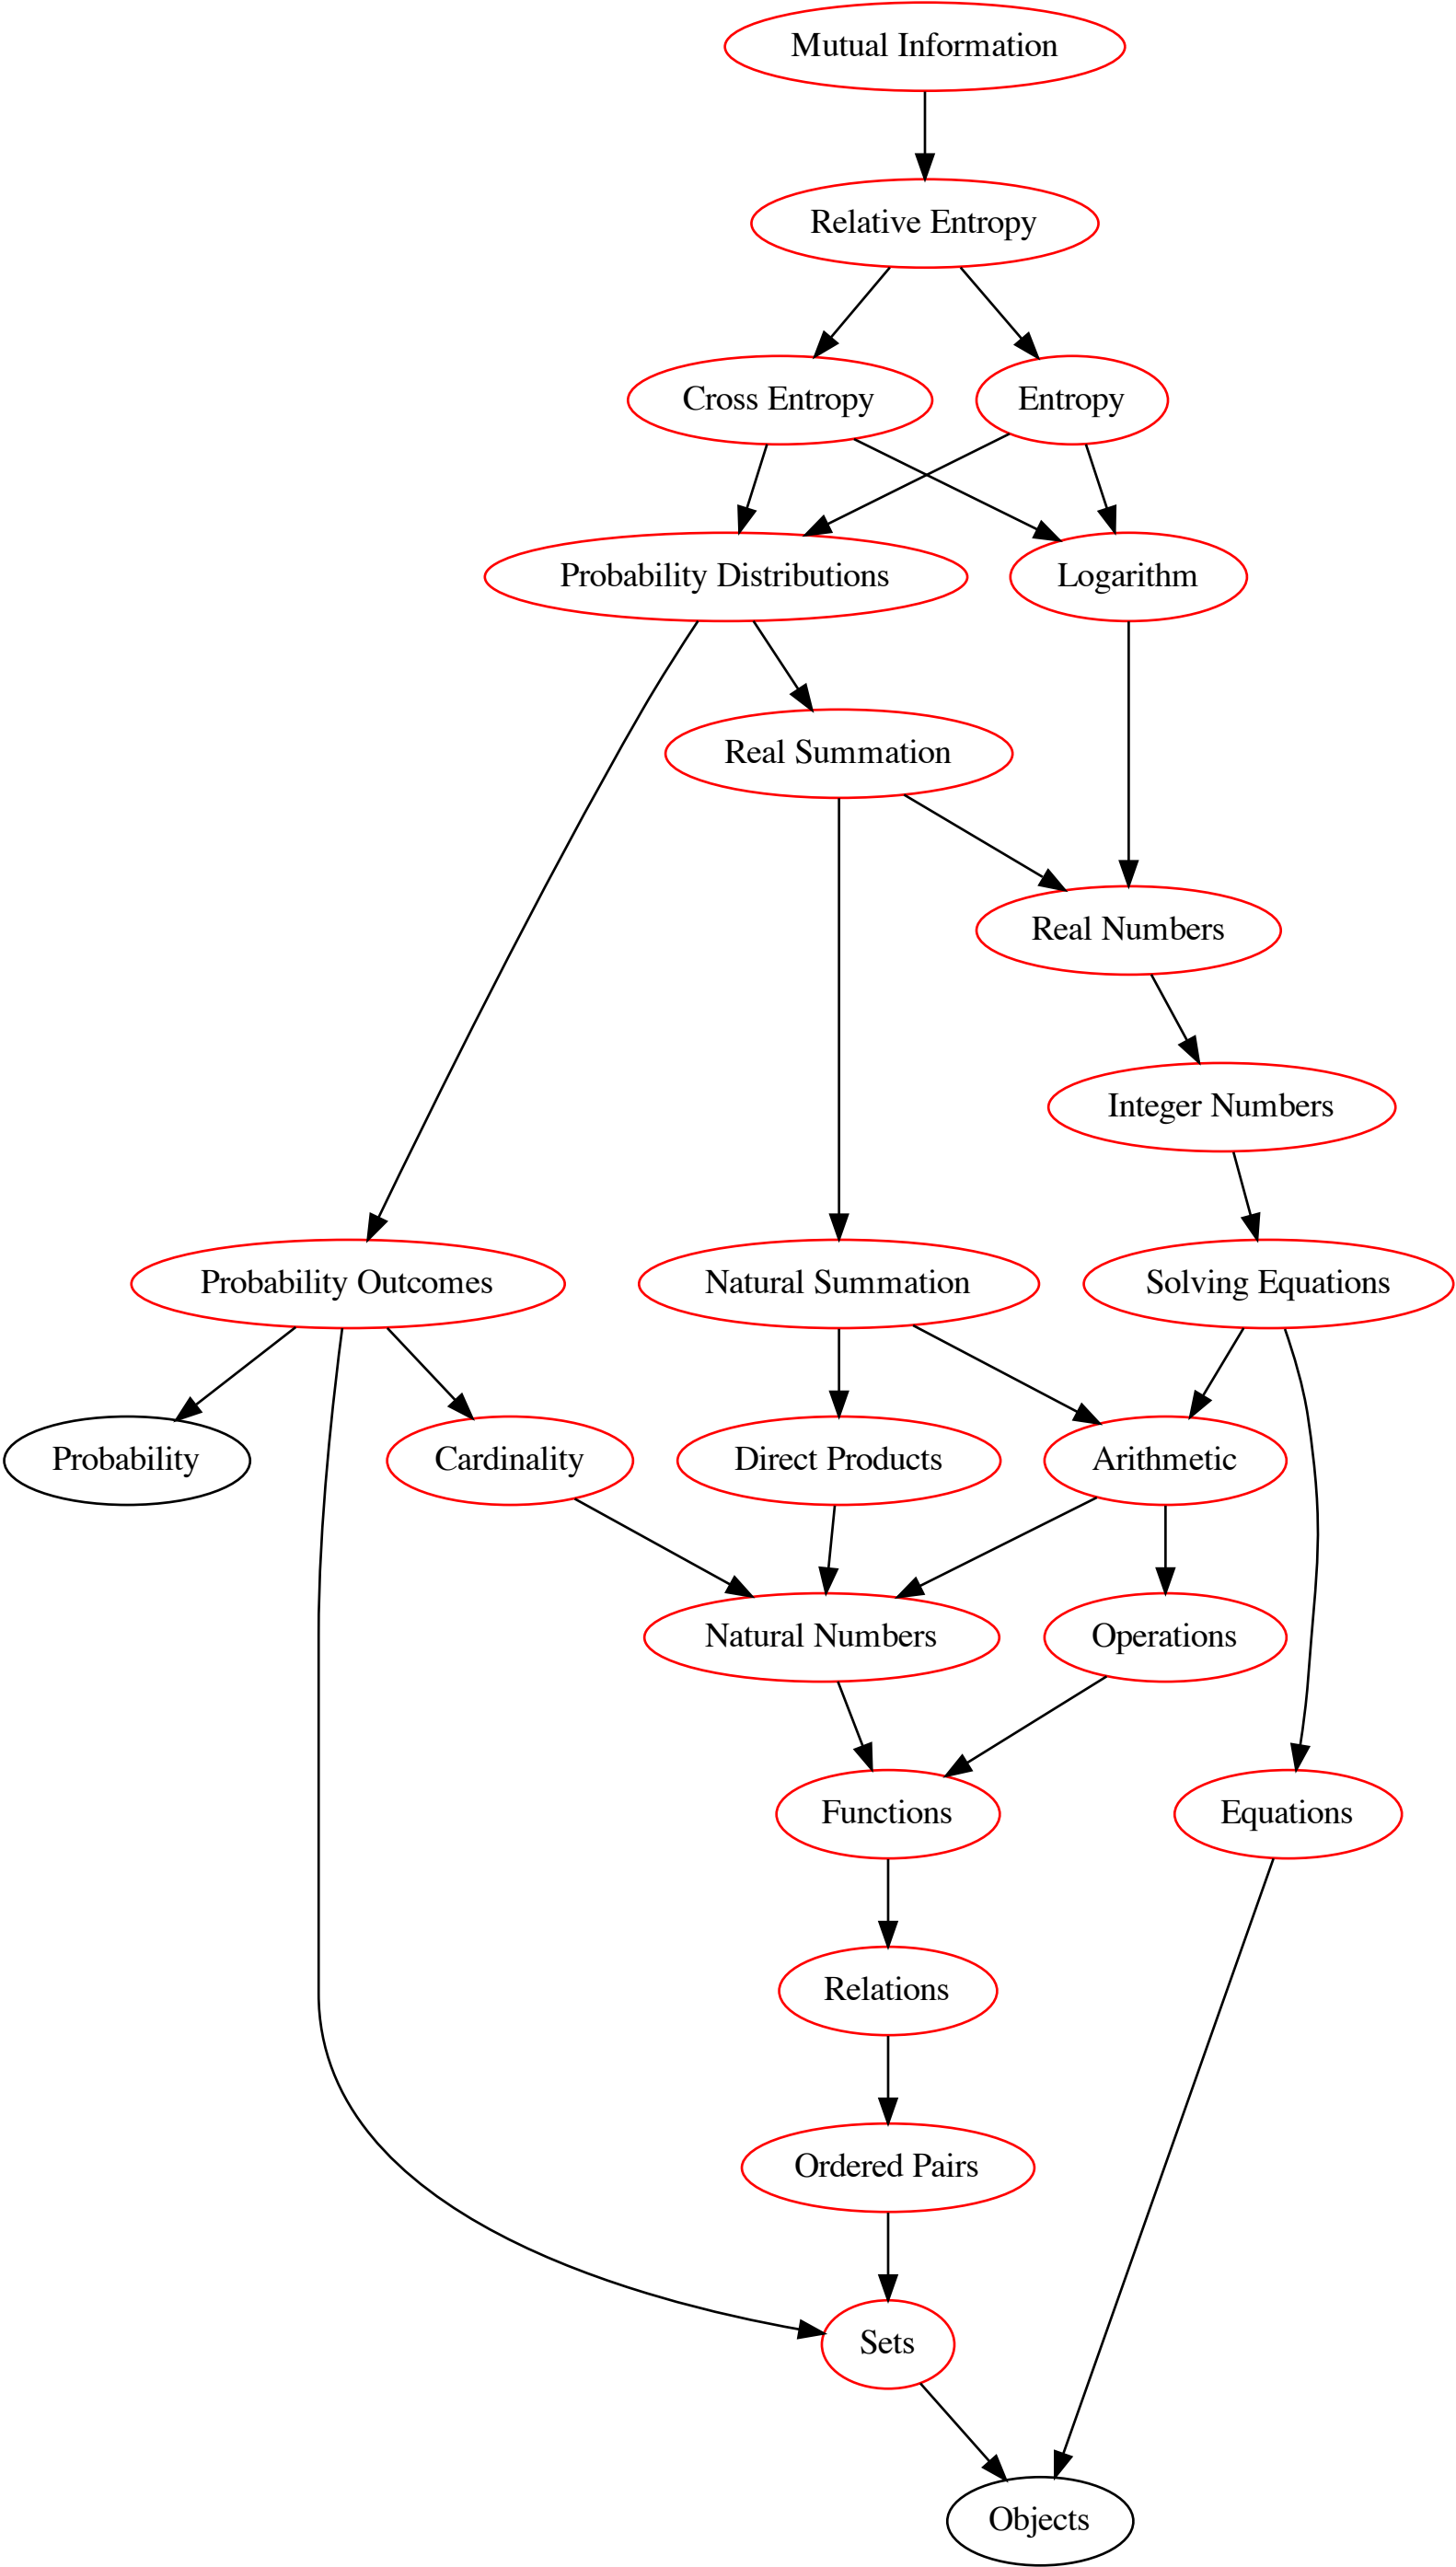 Mutual Information
Relative Entropy
Cross Entropy
Entropy
Probability Distributions
Logarithm
Real Summation
Real Numbers
Integer Numbers
Probability Outcomes
Natural Summation
Solving Equations
Probability
Cardinality
Direct Products
Arithmetic
Natural Numbers
Operations
Functions
Equations
Relations
Ordered Pairs
Sets
Objects